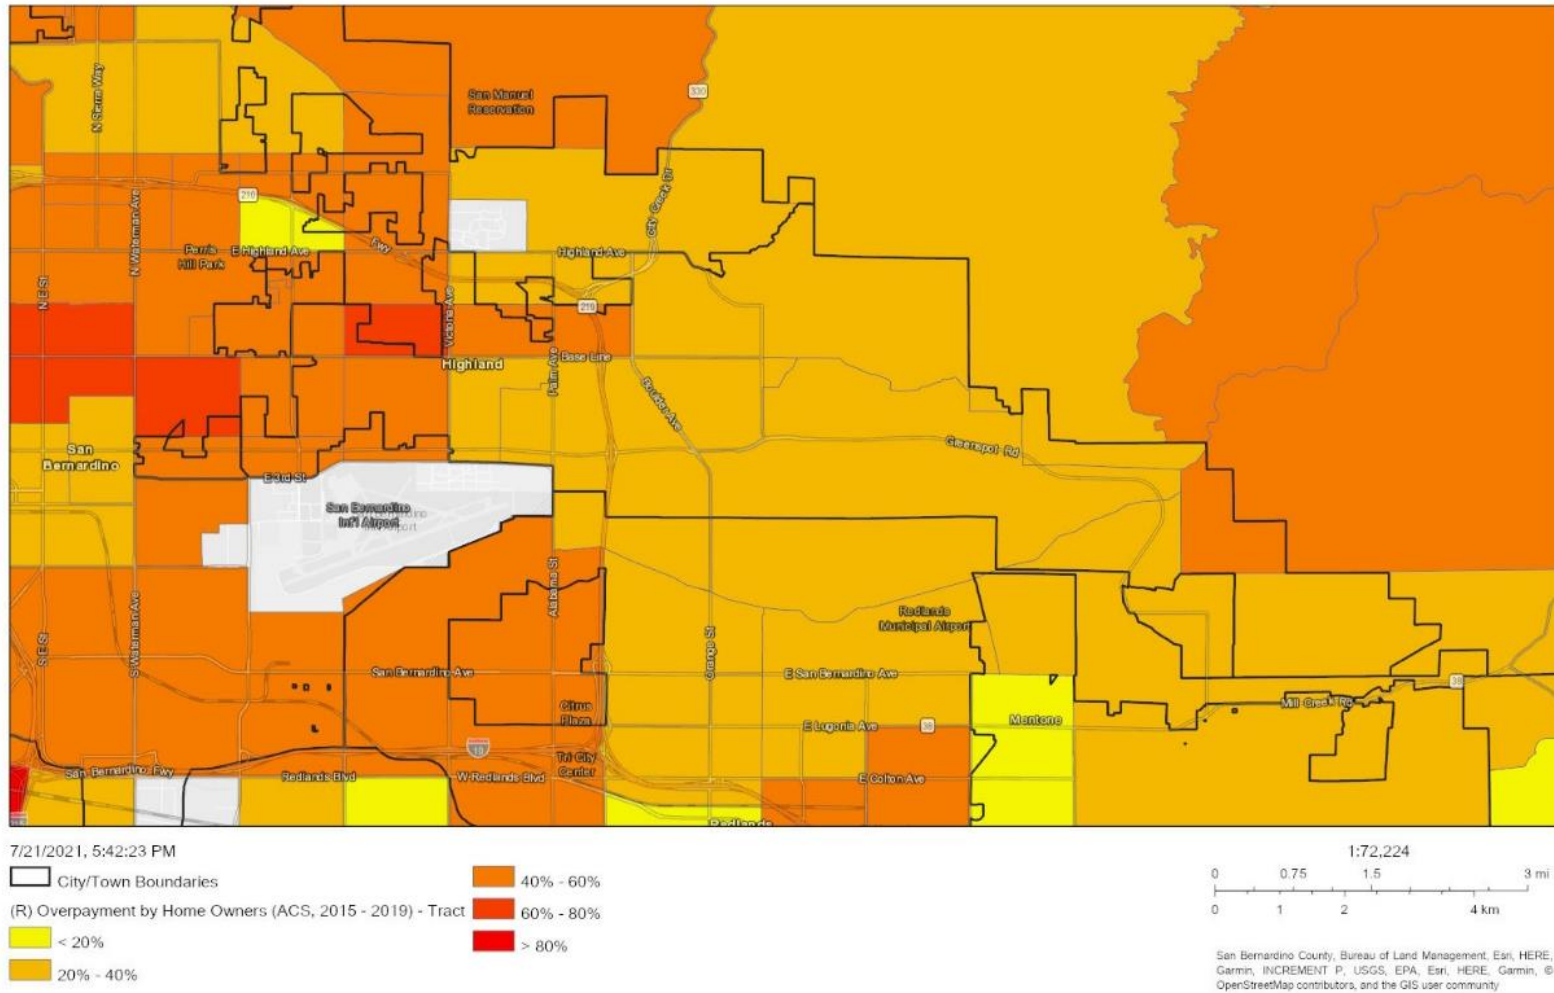 San Manuel
Reservation
330
N Sierra Way
N Waterman Ave
210
Perris
Hill Park
E Highland Ave
Fwy
Highland Ave
City Creek Dr
N E St
Victoria Ave
210
Highland
Palm Ave
Base Line
Boulder Ave
San
Bernardino
Greenspot Rd
E 3rd St
San Bernardino
Int'l Airport
Alabama St
Redlands
Municipal Airport
S E St
S Waterman Ave
Orange St
San Bernardino Ave
E San Bernardino Ave
Citrus
Plaza
E Lugonia Ave
38
Mentone
Mill Creek Rd
38
10
San Bernardino Fwy
Redlands Blvd
W Redlands Blvd
Tri City
Center
E Colton Ave
Redlands
7/21/2021, 5:42:23 PM
City/Town Boundaries
(R) Overpayment by Home Owners (ACS, 2015 - 2019) - Tract
< 20%
20% - 40%
40% - 60%
60% - 80%
> 80%
1:72,224
0 0.75 1.5 3 mi
0 1 2 4 km
San Bernardino County, Bureau of Land Management, Esri, HERE,
Garmin, INCREMENT P, USGS, EPA, Esri, HERE, Garmin, ©
OpenStreetMap contributors, and the GIS user community